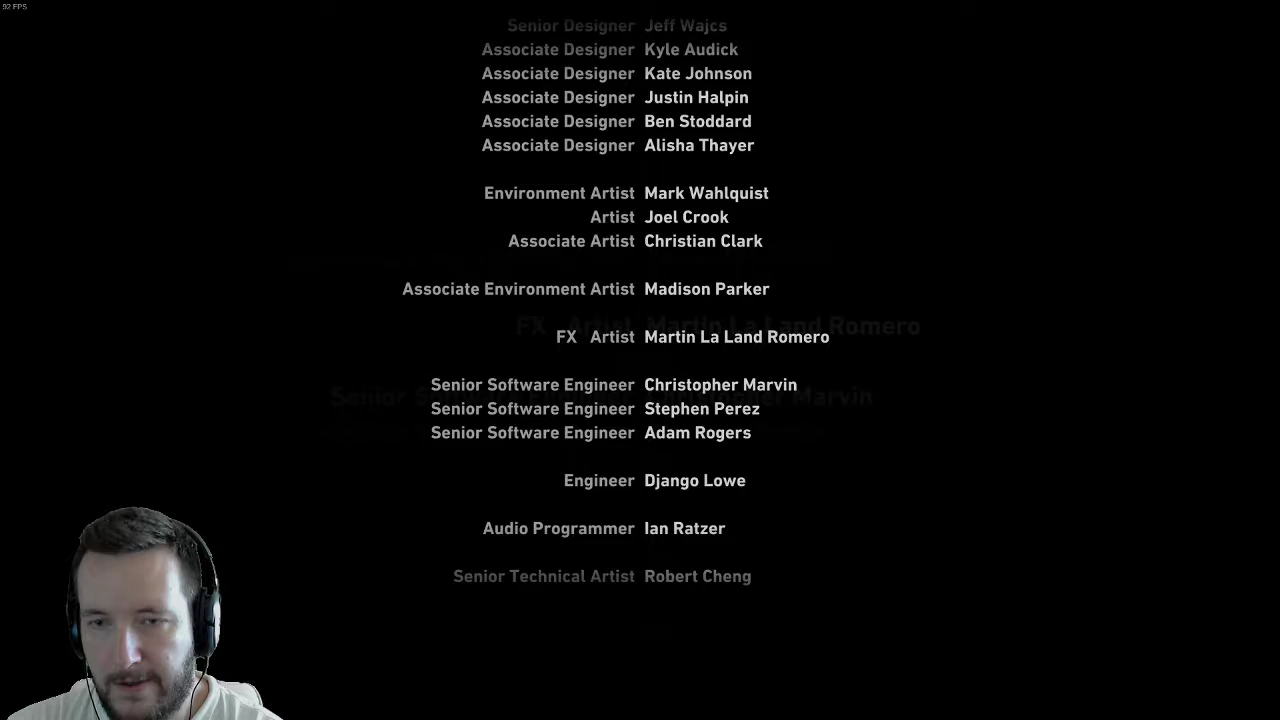 92 FPS
Senior Designer Jeff Wajcs
Associate Designer Kyle Audick
Associate Designer Kate Johnson
Associate Designer Justin Halpin
Associate Designer Ben Stoddard
Associate Designer Alisha Thayer
Environment Artist Mark Wahlquist
Artist Joel Crook
Associate Artist Christian Clark
Associate Environment Artist Madison Parker
FX Artist Martin La Land Romero
Senior Software Engineer Christopher Marvin
Senior Software Engineer Stephen Perez
Senior Software Engineer Adam Rogers
Engineer Django Lowe
Audio Programmer Ian Ratzer
Senior Technical Artist Robert Cheng